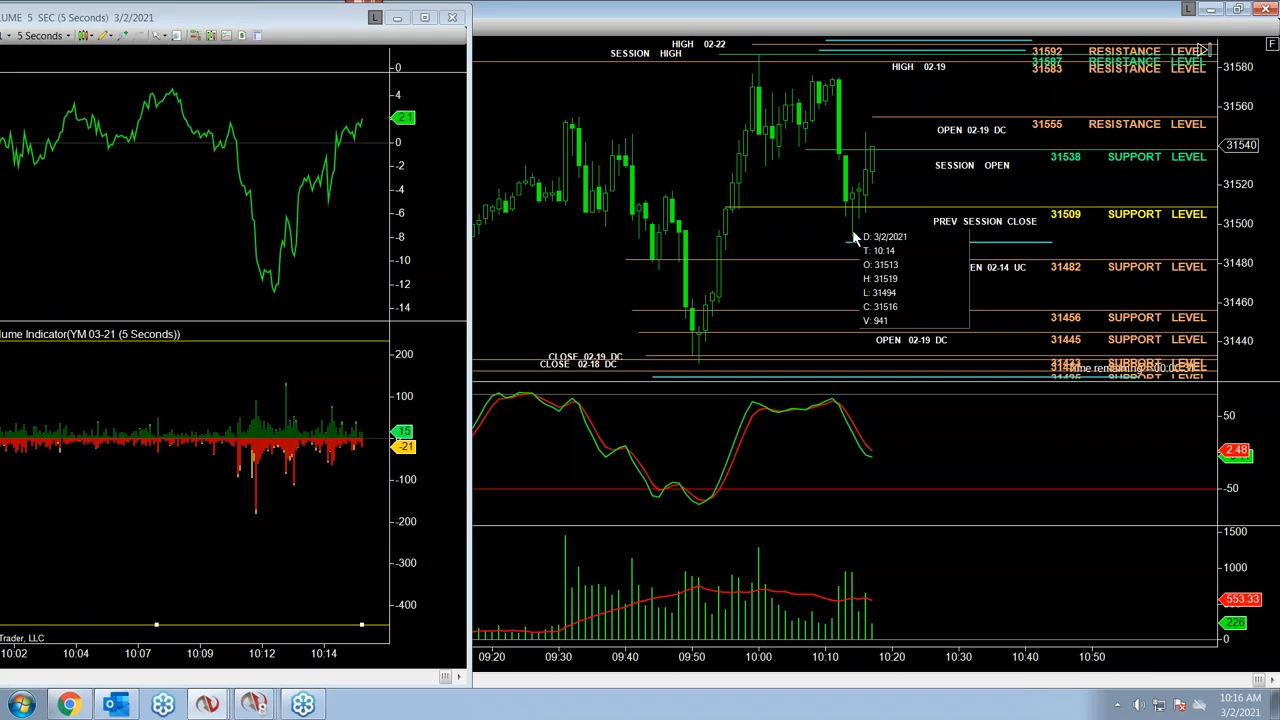 LUME 5 SEC (5 Seconds) 3/2/2021
L
5 Seconds
0
4
2.1
0
-2
-4
-8
-10
-12
-14
lume Indicator(YM 03-21 (5 Seconds))
200
100
15
-21
-100
-200
-300
-400
Trader, LLC
10:02 10:04 10:07 10:09 10:12 10:14
L
F
HIGH 02-22
SESSION HIGH
31592 RESISTANCE LEVEL
31587 RESISTANCE LEVEL
31583 RESISTANCE LEVEL
HIGH 02-19
31580
31560
31555 RESISTANCE LEVEL
OPEN 02-19 DC
31540
31538 SUPPORT LEVEL
SESSION OPEN
31520
31509 SUPPORT LEVEL
PREV SESSION CLOSE
31500
D: 3/2/2021
T: 10:14
O: 31513
H: 31519
L: 31494
C: 31516
V: 941
EN 02-14 UC
31482 SUPPORT LEVEL
31480
31460
31456 SUPPORT LEVEL
31445 SUPPORT LEVEL
OPEN 02-19 DC
31440
CLOSE 02-19 DC
CLOSE 02-18 DC
SUPPORT LEVEL
50
2.48
-50
1500
1000
553.33
226
0
09:20 09:30 09:40 09:50 10:00 10:10 10:20 10:30 10:40 10:50
10:16 AM
3/2/2021